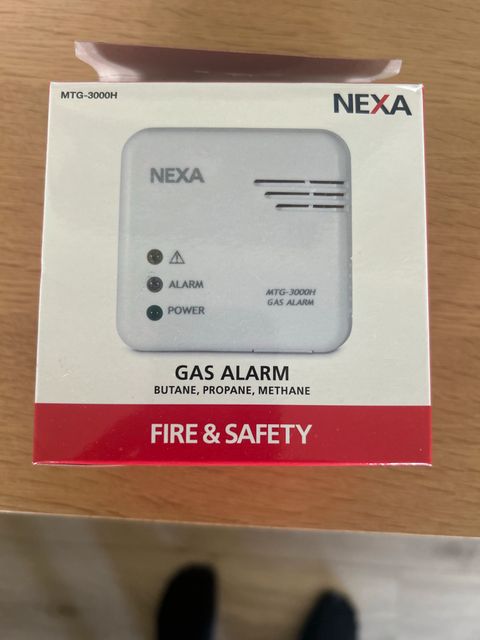 MTG-3000H
NEXA
NEXA
ALARM
POWER
MTG-3000H
GAS ALARM
GAS ALARM
BUTANE, PROPANE, METHANE
FIRE & SAFETY